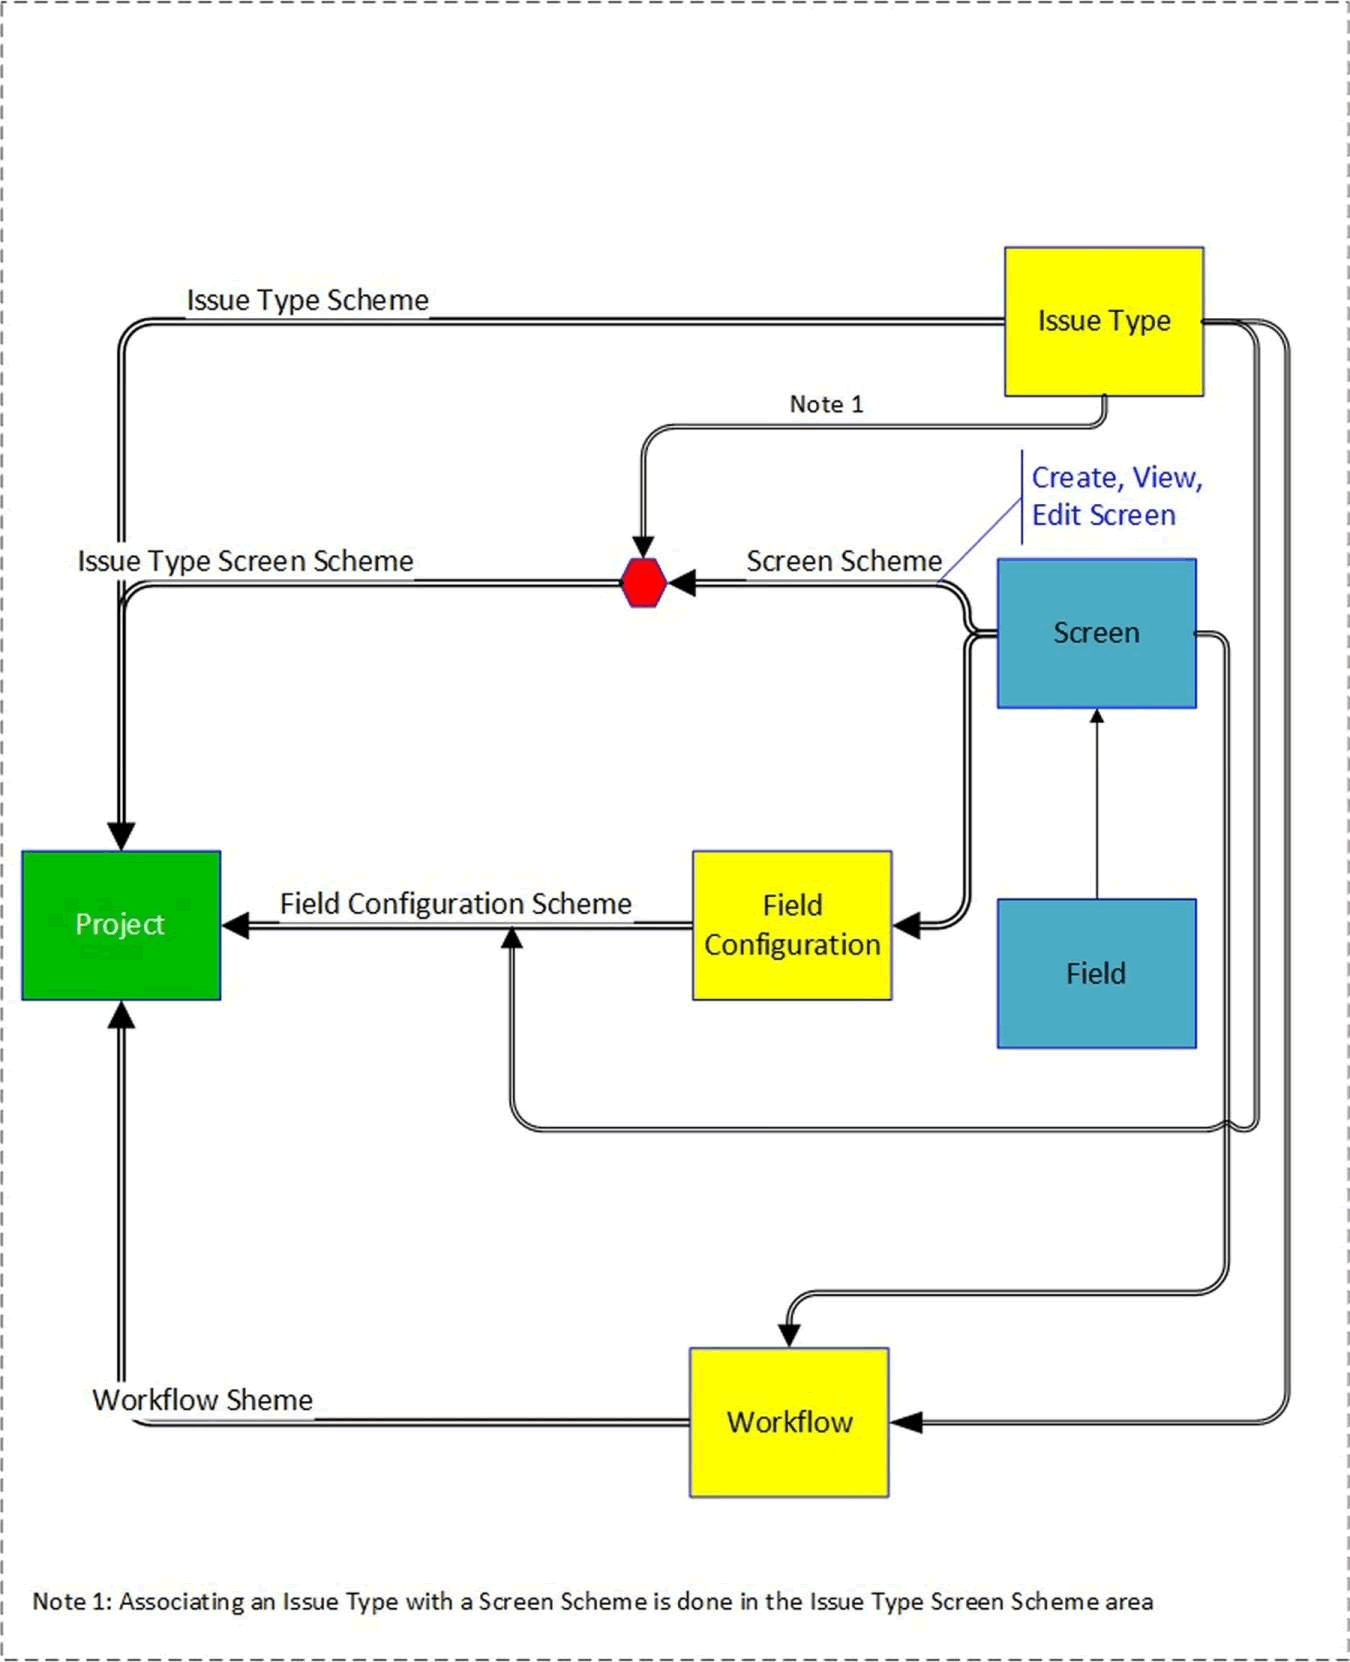 Issue Type Scheme
Issue Type
Note 1
Create, View,
Edit Screen
Issue Type Screen Scheme
Screen Scheme
Screen
Project
Field Configuration Scheme
Field
Configuration
Field
Workflow Sheme
Workflow
Note 1: Associating an Issue Type with a Screen Scheme is done in the Issue Type Screen Scheme area